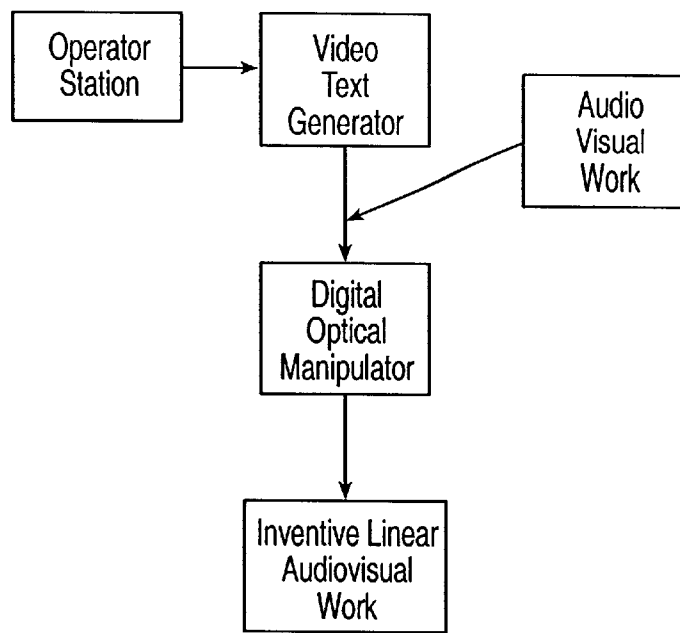 Operator
Station
Video
Text
Generator
Audio
Visual
Work
Digital
Optical
Manipulator
Inventive Linear
Audiovisual
Work